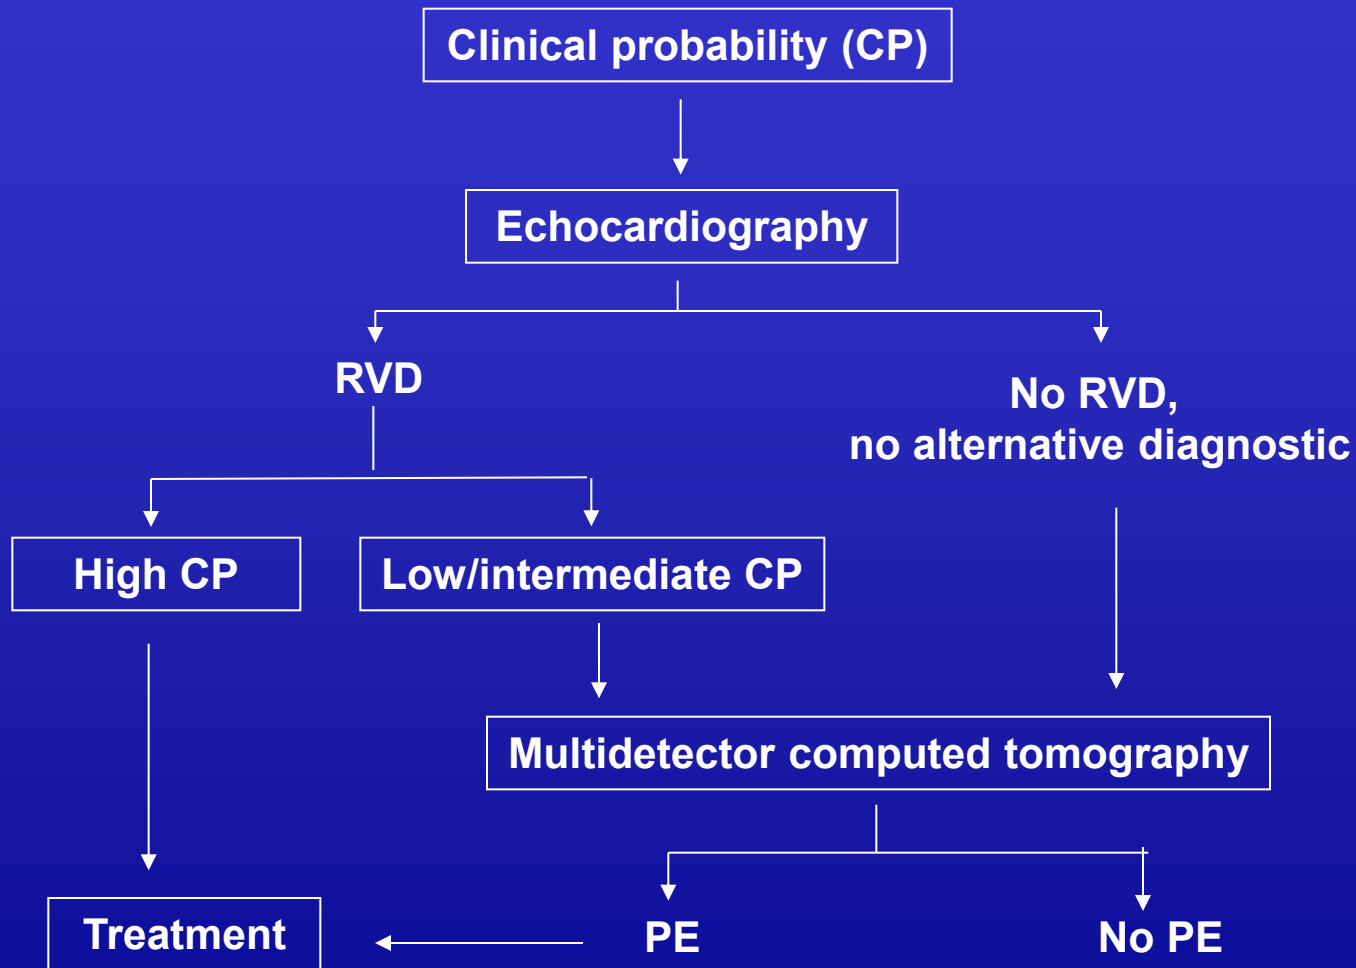 Clinical probability (CP)
Echocardiography
RVD
No RVD,
no alternative diagnostic
High CP
Low/intermediate CP
Multidetector computed tomography
Treatment
PE
No PE